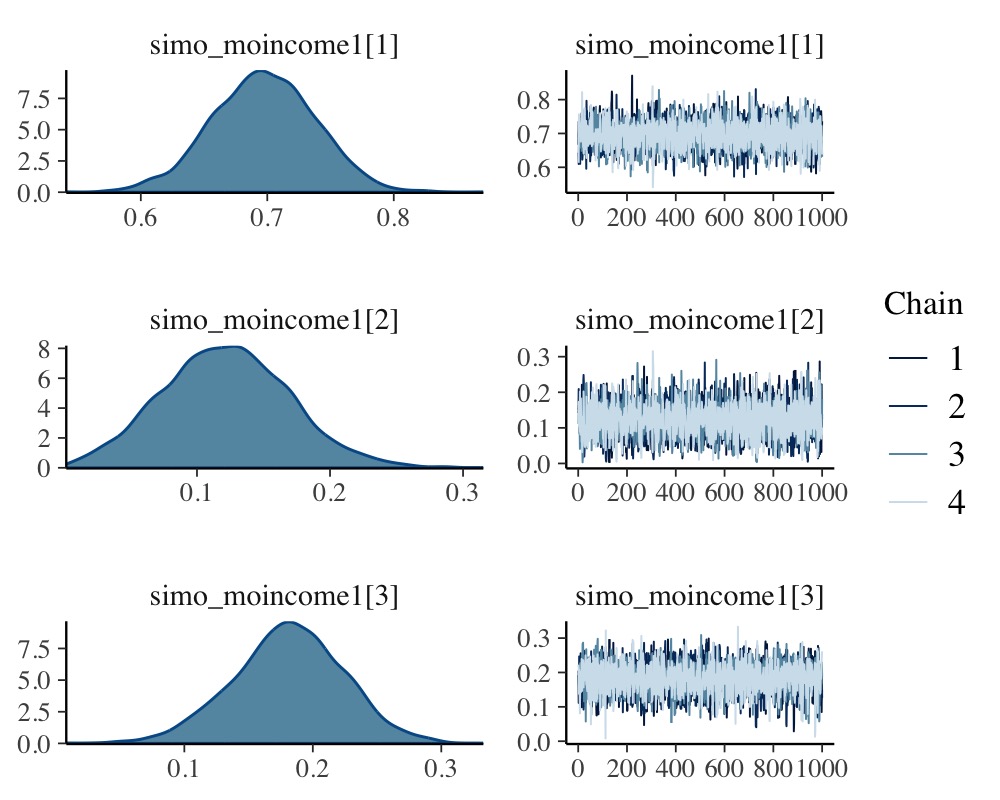 simo_moincome1[1]
7.5
5.0
2.5
0.0
0.6 0.7 0.8
simo_moincome1[1]
0.8
0.7
0.6
0 200 400 600 800 1000
simo_moincome1[2]
8
6
4
2
0
0.1 0.2 0.3
simo_moincome1[2]
0.3
0.2
0.1
0.0
0 200 400 600 800 1000
simo_moincome1[3]
7.5
5.0
2.5
0.0
0.1 0.2 0.3
simo_moincome1[3]
0.3
0.2
0.1
0.0
0 200 400 600 800 1000
Chain
1
2
3
4